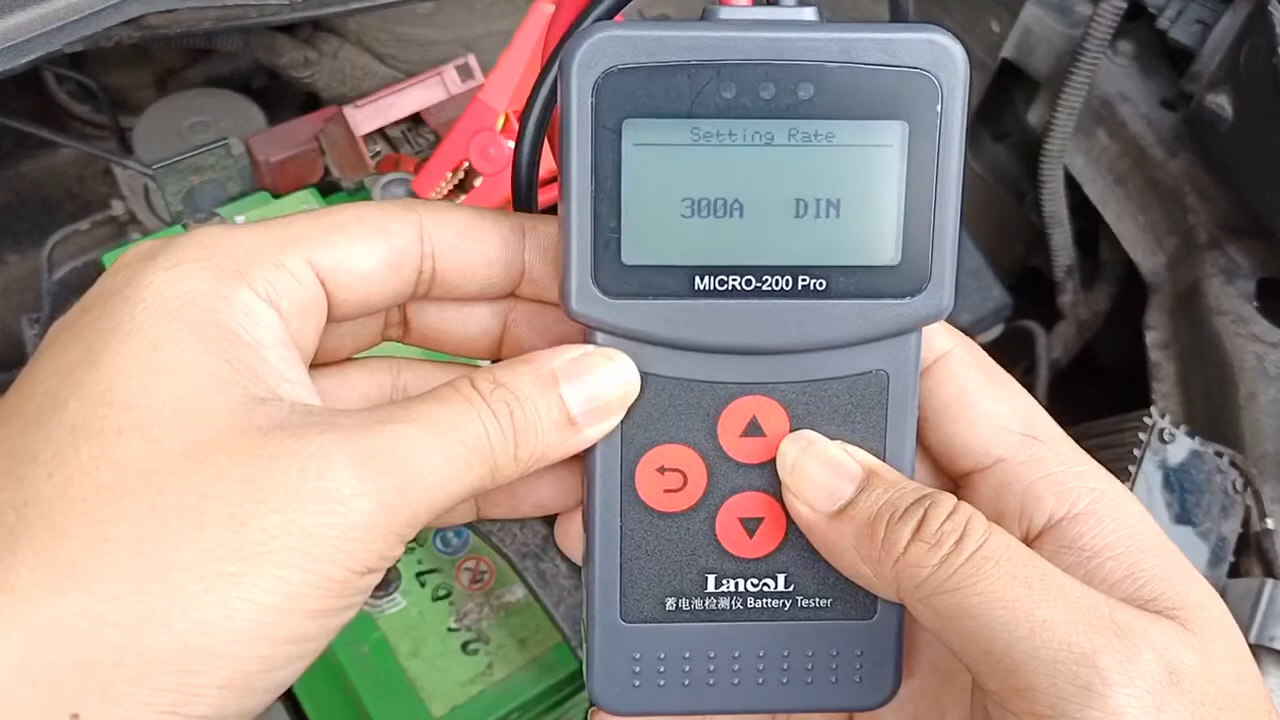 Setting Rate
300A DIN
MICRO-200 Pro
LancoL
蓄电池检测仪 Battery Tester